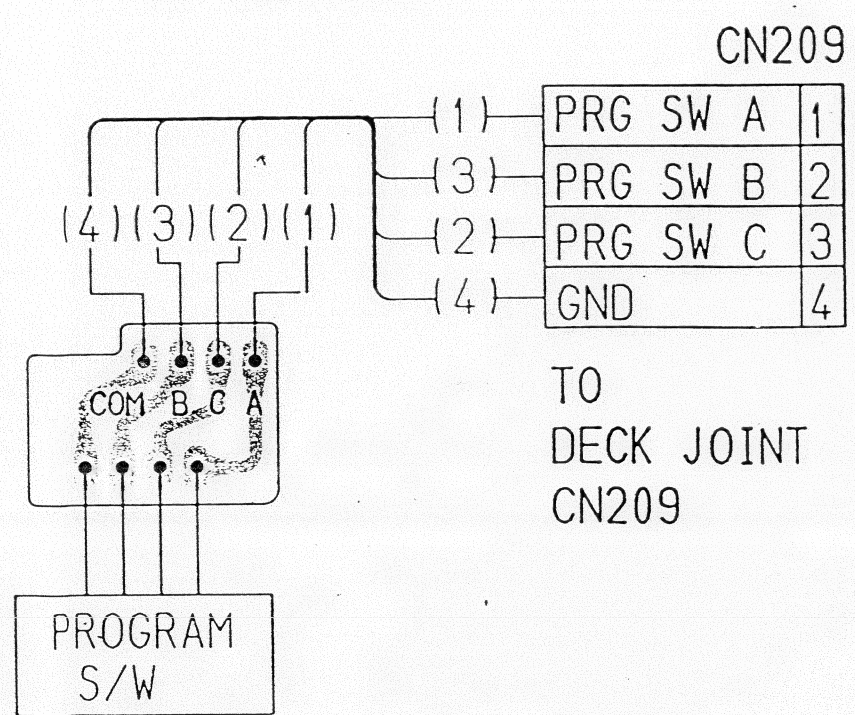 CN209
(1) PRG SW A 1
(3) PRG SW B 2
(2) PRG SW C 3
(4) GND 4
(4) (3) (2) (1)
COM B C A
TO
DECK JOINT
CN209
PROGRAM
S/W